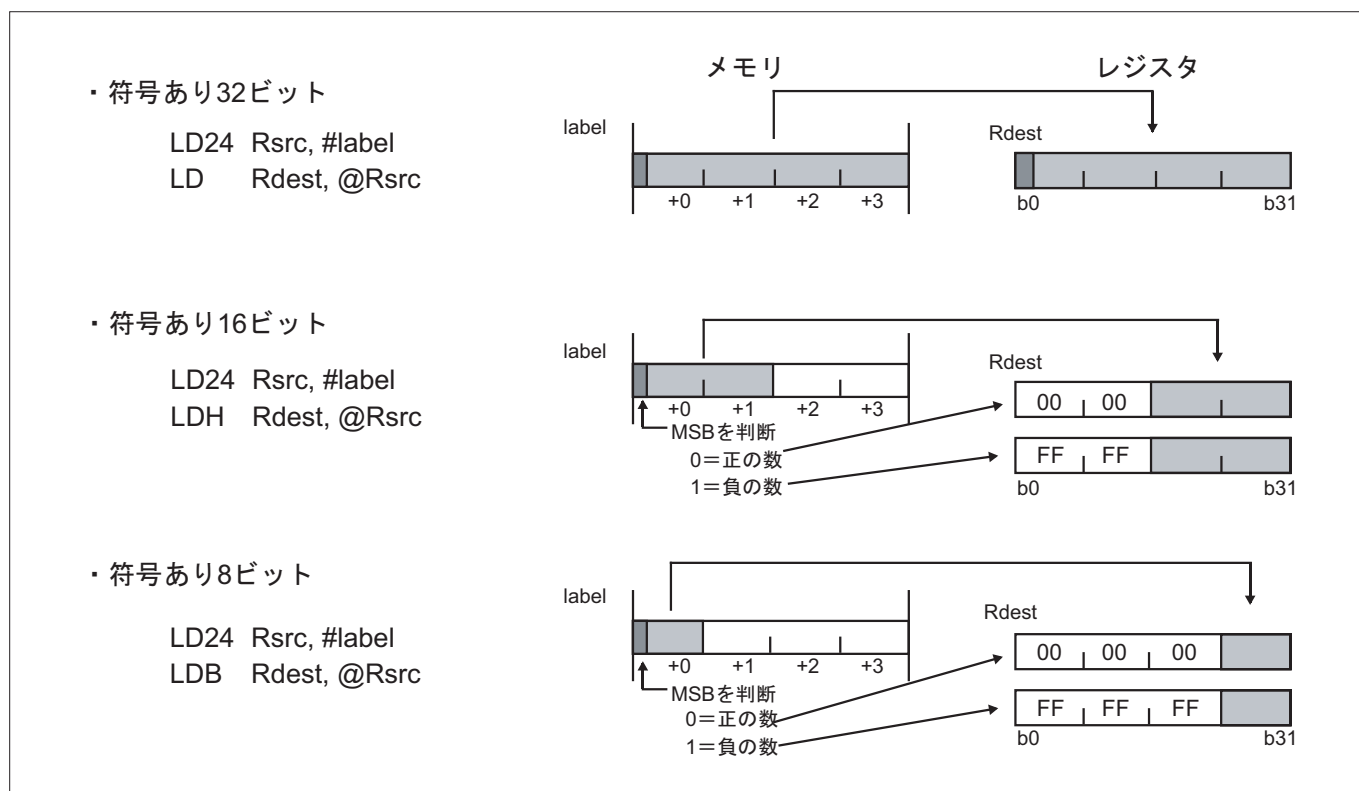 メモリ レジスタ
・符号あり32ビット
LD24 Rsrc, #label
LD Rdest, @Rsrc
label
+0 +1 +2 +3
Rdest
b0 b31
・符号あり16ビット
LD24 Rsrc, #label
LDH Rdest, @Rsrc
label
+0 +1 +2 +3
MSBを判断
0=正の数
1=負の数
Rdest
00 00
FF FF
b0 b31
・符号あり8ビット
LD24 Rsrc, #label
LDB Rdest, @Rsrc
label
+0 +1 +2 +3
MSBを判断
0=正の数
1=負の数
Rdest
00 00 00
FF FF FF
b0 b31